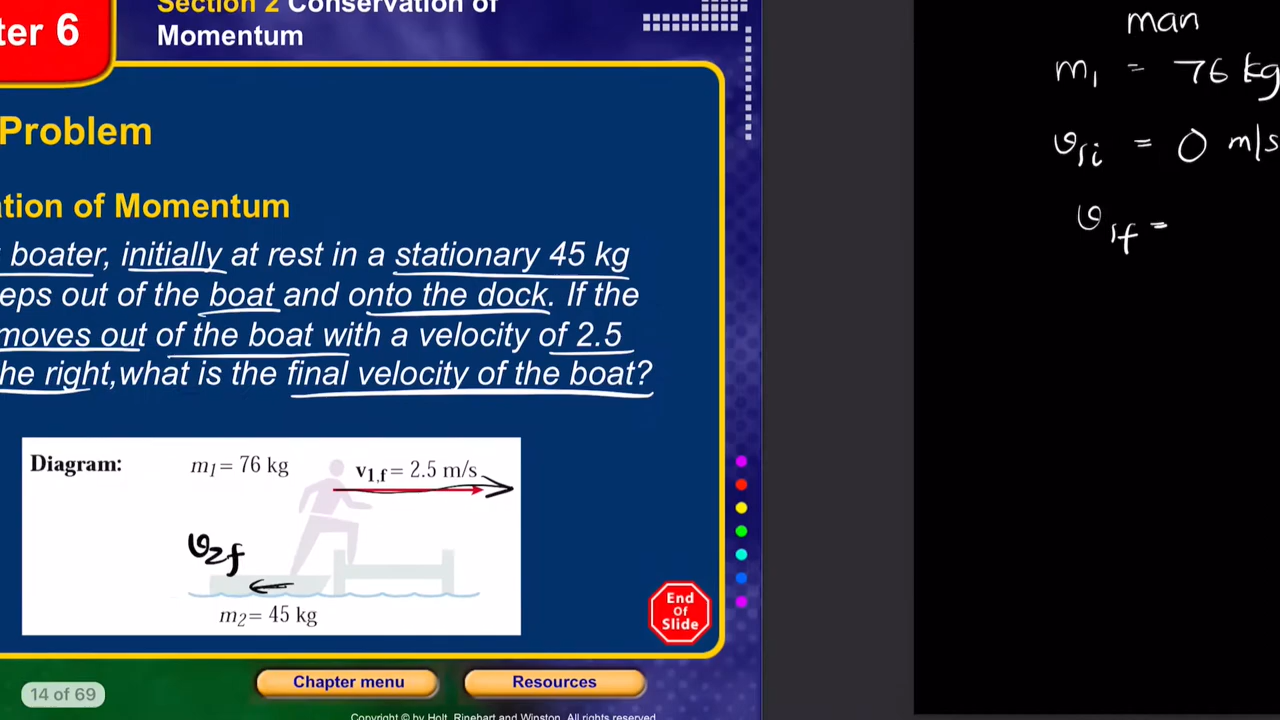 ter 6
Section 2 Conservation of
Momentum
Problem
ation of Momentum
boater, initially at rest in a stationary 45 kg
eps out of the boat and onto the dock. If the
moves out of the boat with a velocity of 2.5
he right,what is the final velocity of the boat?
Diagram:
m1= 76 kg
v1,f= 2.5 m/s
v2f
m2= 45 kg
End
Of
Slide
Chapter menu
Resources
14 of 69
Copyright © by Holt, Rinehart and Winston. All rights reserved.
man
m1 = 76 kg
v1i = 0 m/s
v1f =